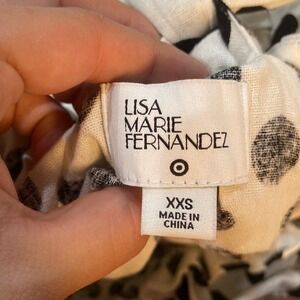 LISA
MARIE
FERNANDEZ
XXS
MADE IN
CHINA